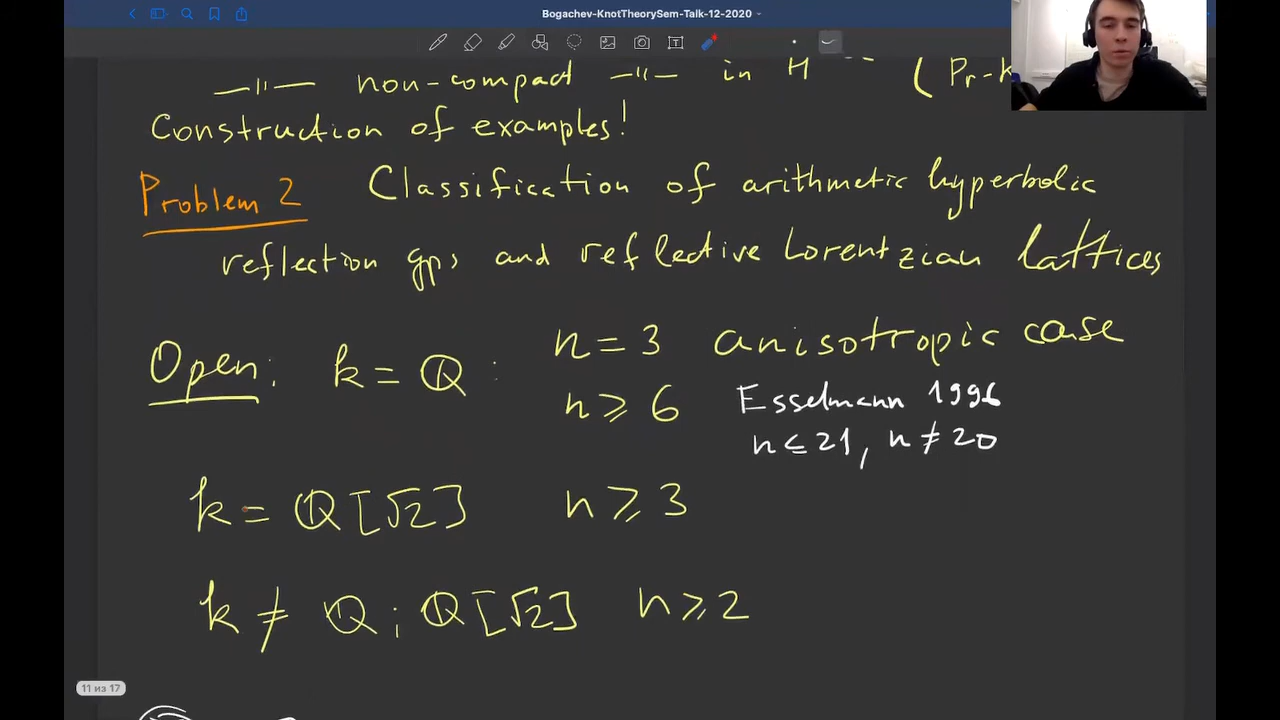 Bogachev-KnotTheorySem-Talk-12-2020
—"— non-compact —"— in H (Pr-K
Construction of examples!
Problem 2 Classification of arithmetic hyperbolic
reflection gps and reflective Lorentzian lattices
Open: k = ℚ : n = 3 anisotropic case
n ⩾ 6 Esselmann 1996
n ≤ 21, n ≠ 20
k = ℚ[√2] n ⩾ 3
k ≠ ℚ; ℚ[√2] n ⩾ 2
11 из 17